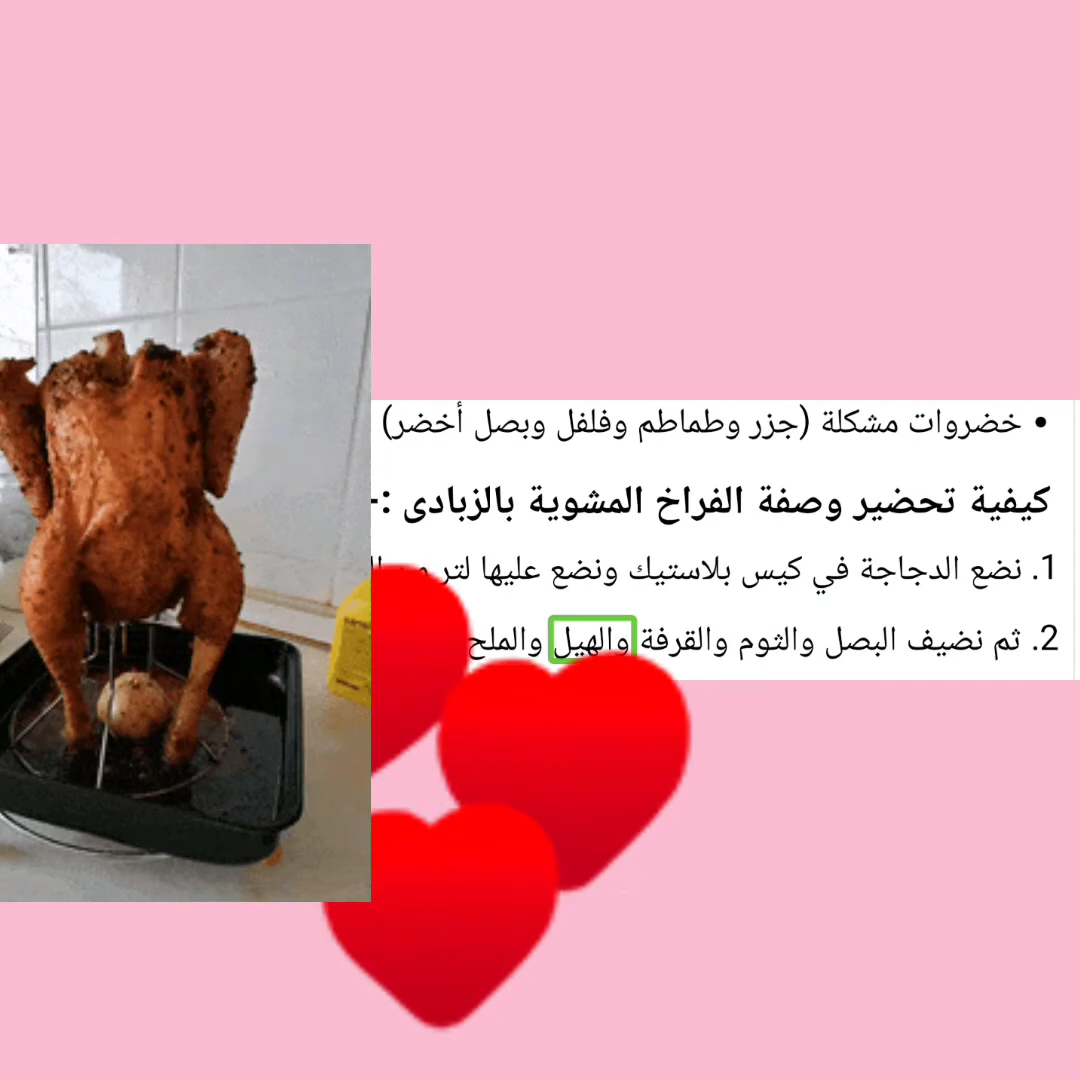 • خضروات مشكلة (جزر وطماطم وفلفل وبصل أخضر)
كيفية تحضير وصفة الفراخ المشوية بالزبادى :-
1. نضع الدجاجة في كيس بلاستيك ونضع عليها لتر
2. ثم نضيف البصل والثوم والقرفة والهيل والملح